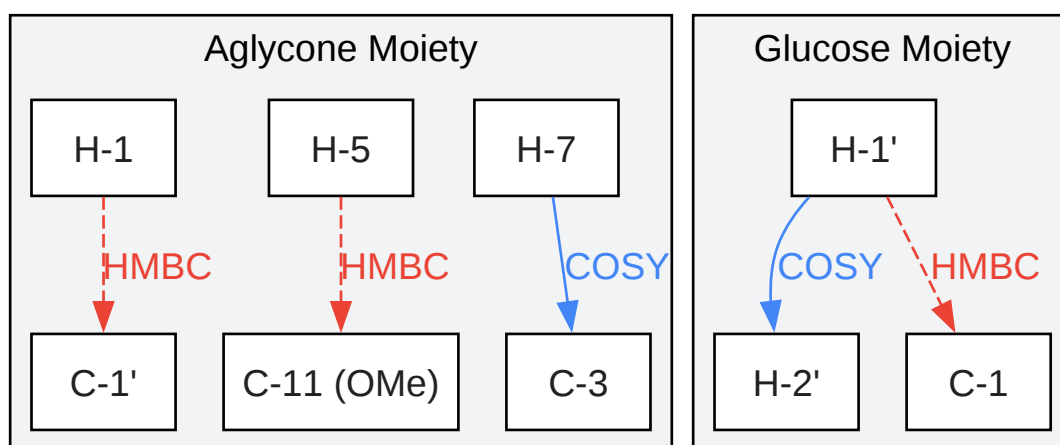 Aglycone Moiety
Glucose Moiety
H-1
H-5
H-7
H-1'
HMBC
HMBC
COSY
COSY
HMBC
C-1'
C-11 (OMe)
C-3
H-2'
C-1